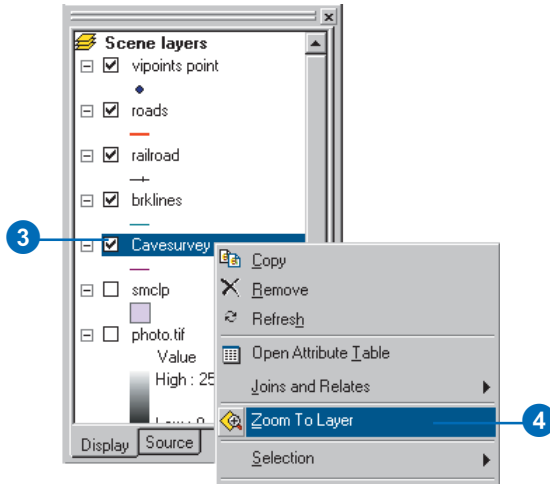 Scene layers
vipoints point
roads
railroad
brklines
3
Cavesurvey
Copy
Remove
Refresh
Open Attribute Table
Joins and Relates
Zoom To Layer
4
Selection
smclp
photo.tif
Value
High : 25
Display
Source